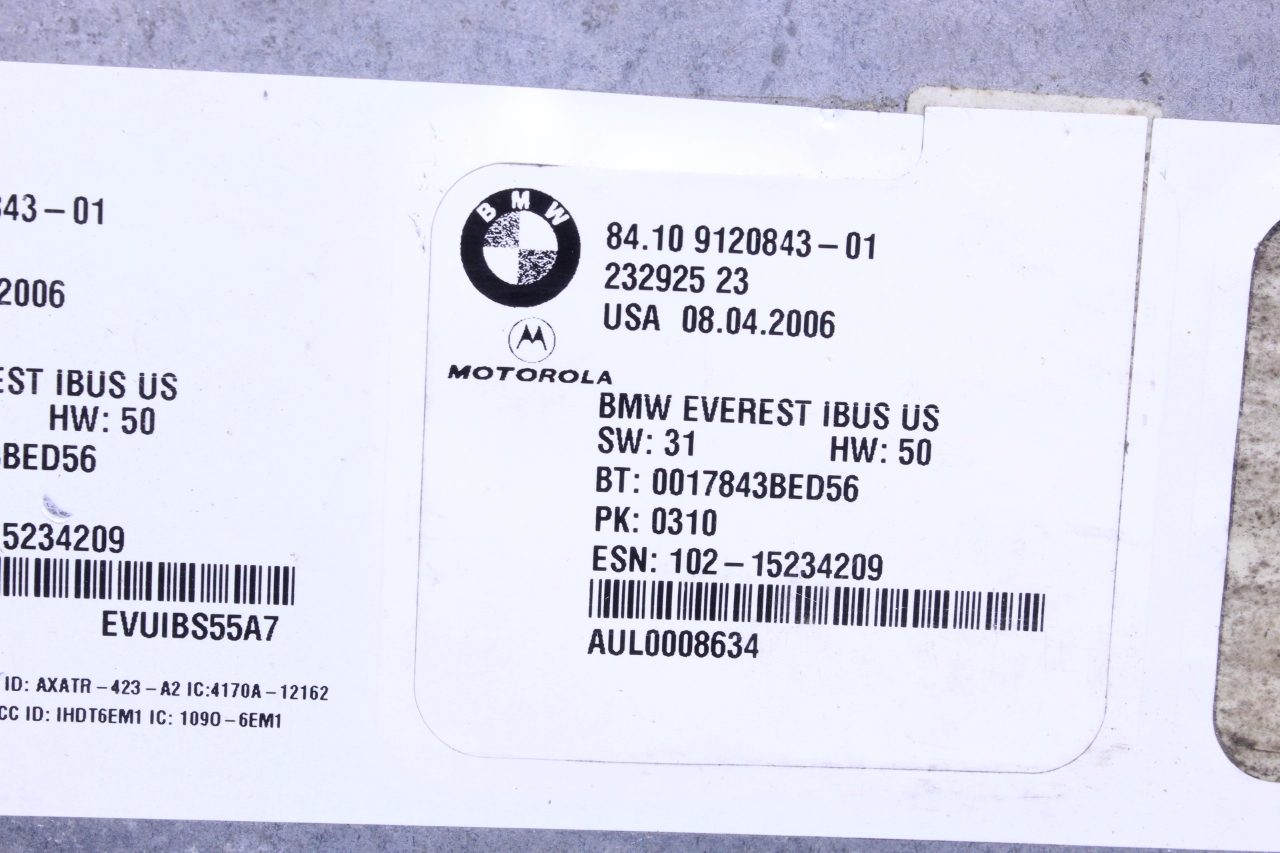 43-01
2006
EST IBUS US
HW: 50
BED56
5234209
EVUIBS55A7
ID: AXATR-423-A2 IC:4170A-12162
CC ID: IHDT6EM1 IC: 1090-6EM1
BMW
84.10 9120843-01
232925 23
USA 08.04.2006
MOTOROLA
BMW EVEREST IBUS US
SW: 31 HW: 50
BT: 0017843BED56
PK: 0310
ESN: 102-15234209
AUL0008634